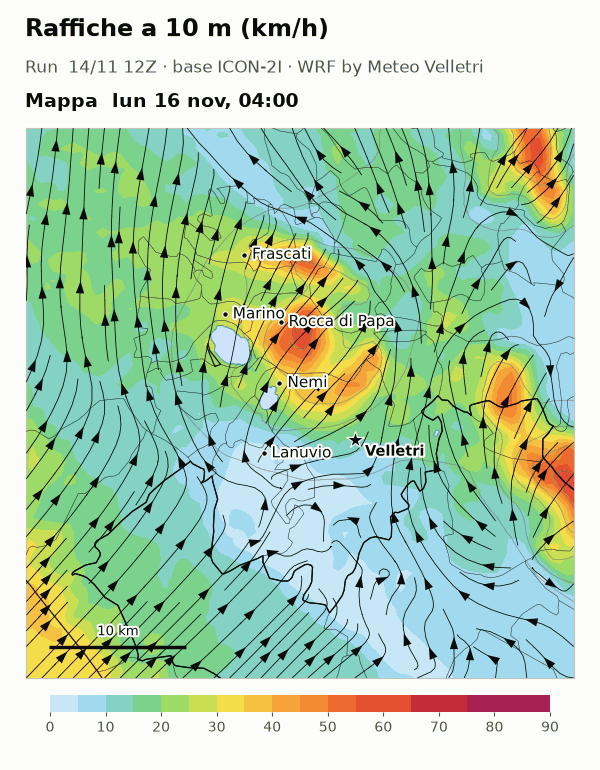 Raffiche a 10 m (km/h)
Run 14/11 12Z · base ICON-2I · WRF by Meteo Velletri
Mappa lun 16 nov, 04:00
Frascati
Marino
Rocca di Papa
Nemi
Velletri
Lanuvio
10 km
0 10 20 30 40 50 60 70 80 90